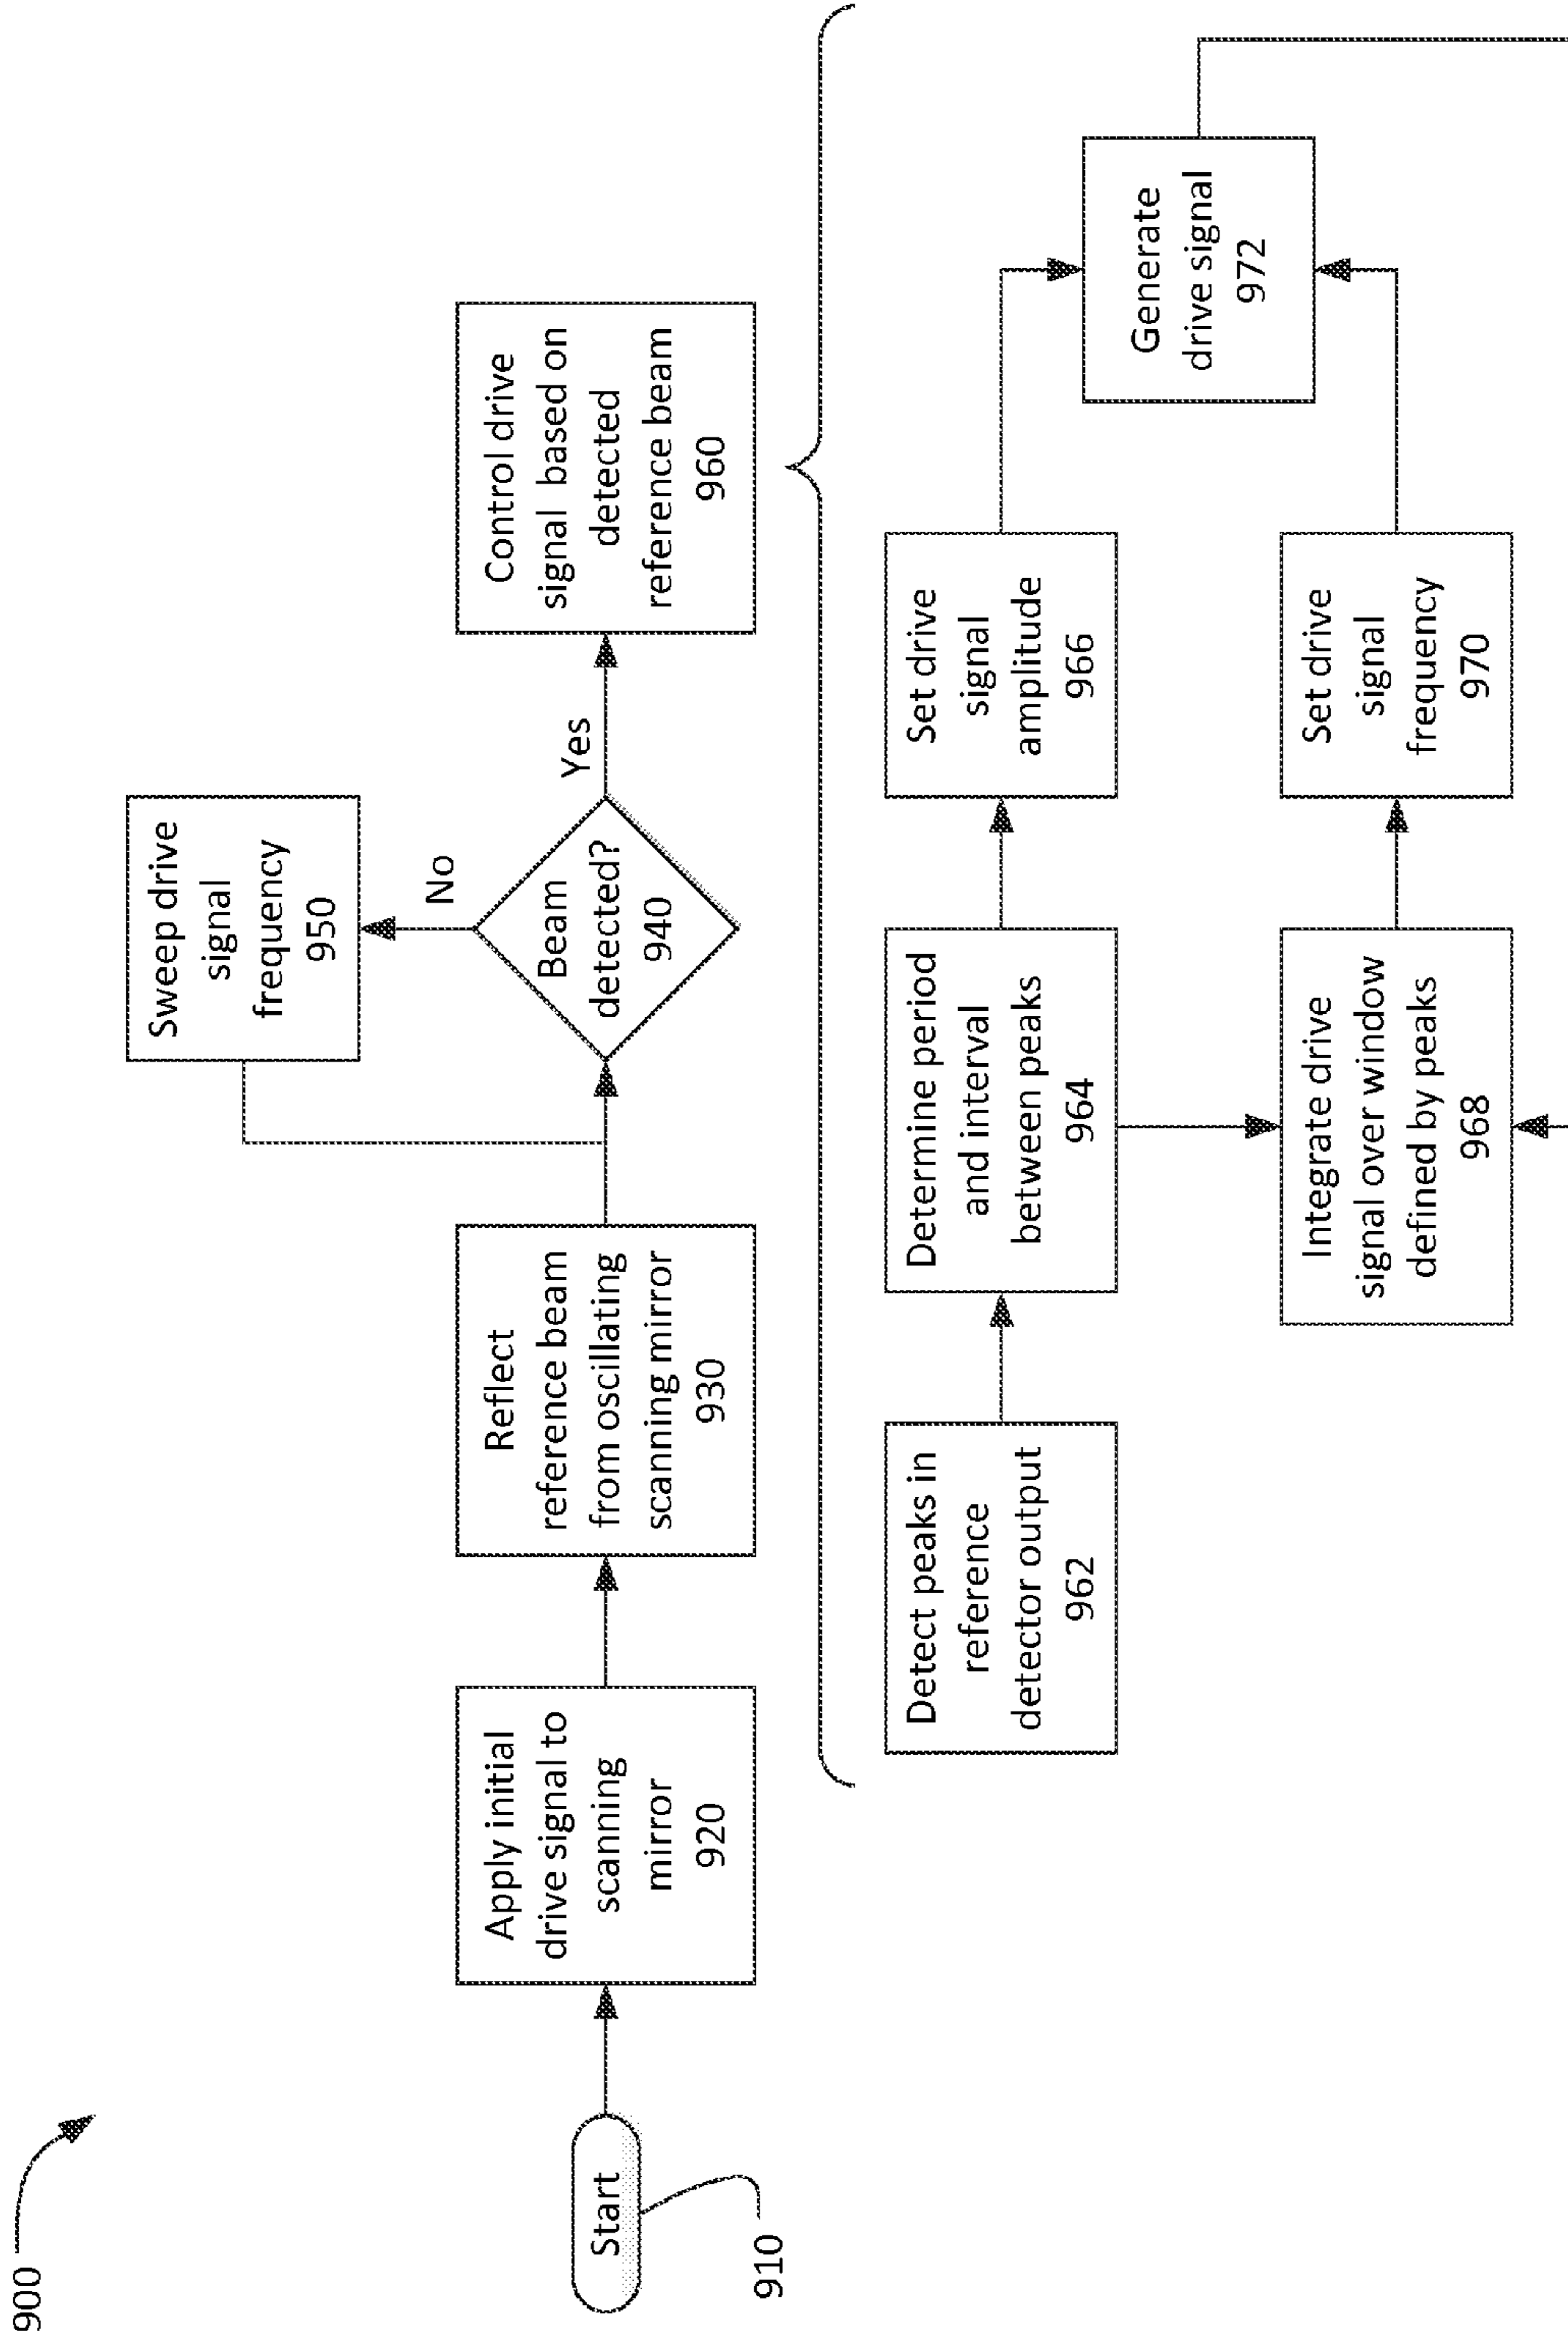 900
Start
910
Apply initial
drive signal to
scanning
mirror
920
Reflect
reference beam
from oscillating
scanning mirror
930
Beam
detected?
940
No
Sweep drive
signal
frequency
950
Yes
Control drive
signal based on
detected
reference beam
960
Detect peaks in
reference
detector output
962
Determine period
and interval
between peaks
964
Set drive
signal
amplitude
966
Integrate drive
signal over window
defined by peaks
968
Set drive
signal
frequency
970
Generate
drive signal
972